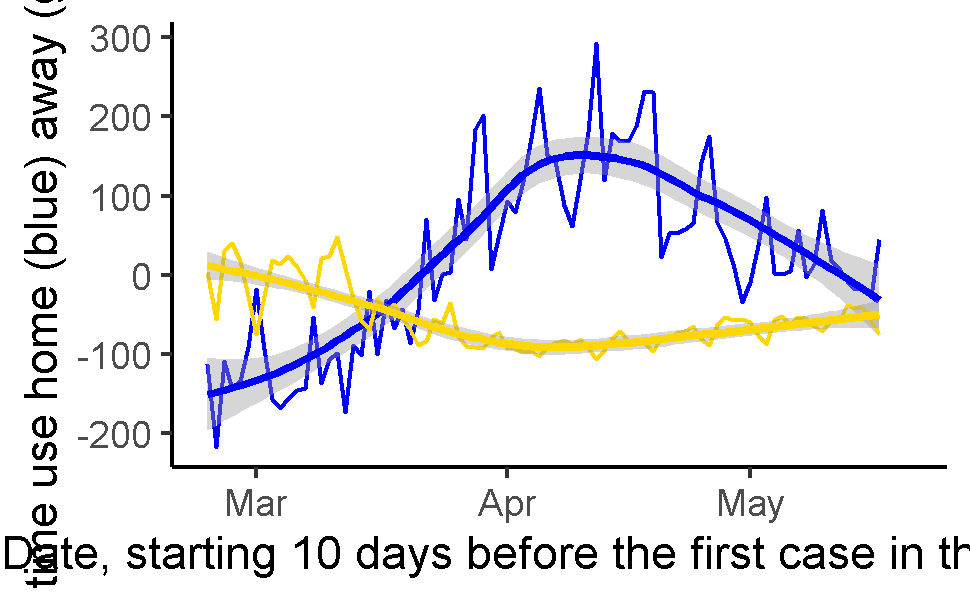 time use home (blue) away (
300
200
100
0
-100
-200
Mar
Apr
May
Date, starting 10 days before the first case in th